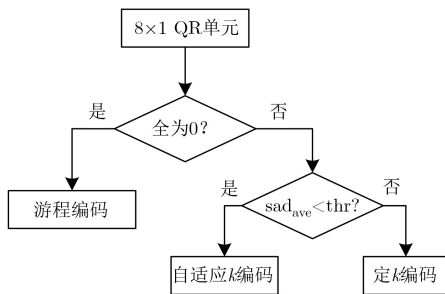 8×1 QR单元
全为0?
是
否
游程编码
sadₐᵥₑ<thr?
是
否
自适应k编码
定k编码